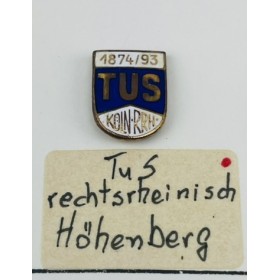 1874/93
TUS
KÖLN-RRH.
TuS
rechtsrheinisch
Höhenberg